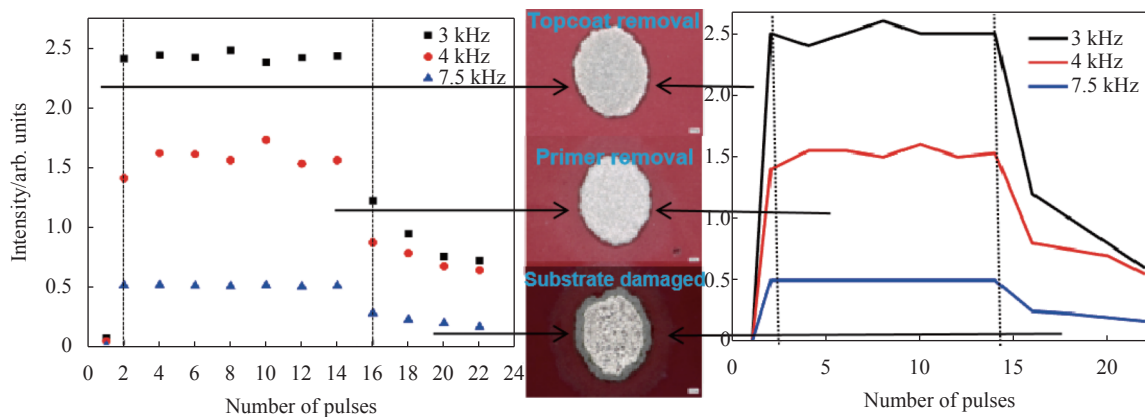 2.5
2.0
1.5
1.0
0.5
0
Intensity/arb. units
3 kHz
4 kHz
7.5 kHz
0 2 4 6 8 10 12 14 16 18 20 22 24
Number of pulses
Topcoat removal
Primer removal
Substrate damaged
2.5
2.0
1.5
1.0
0.5
0
3 kHz
4 kHz
7.5 kHz
0 5 10 15 20
Number of pulses